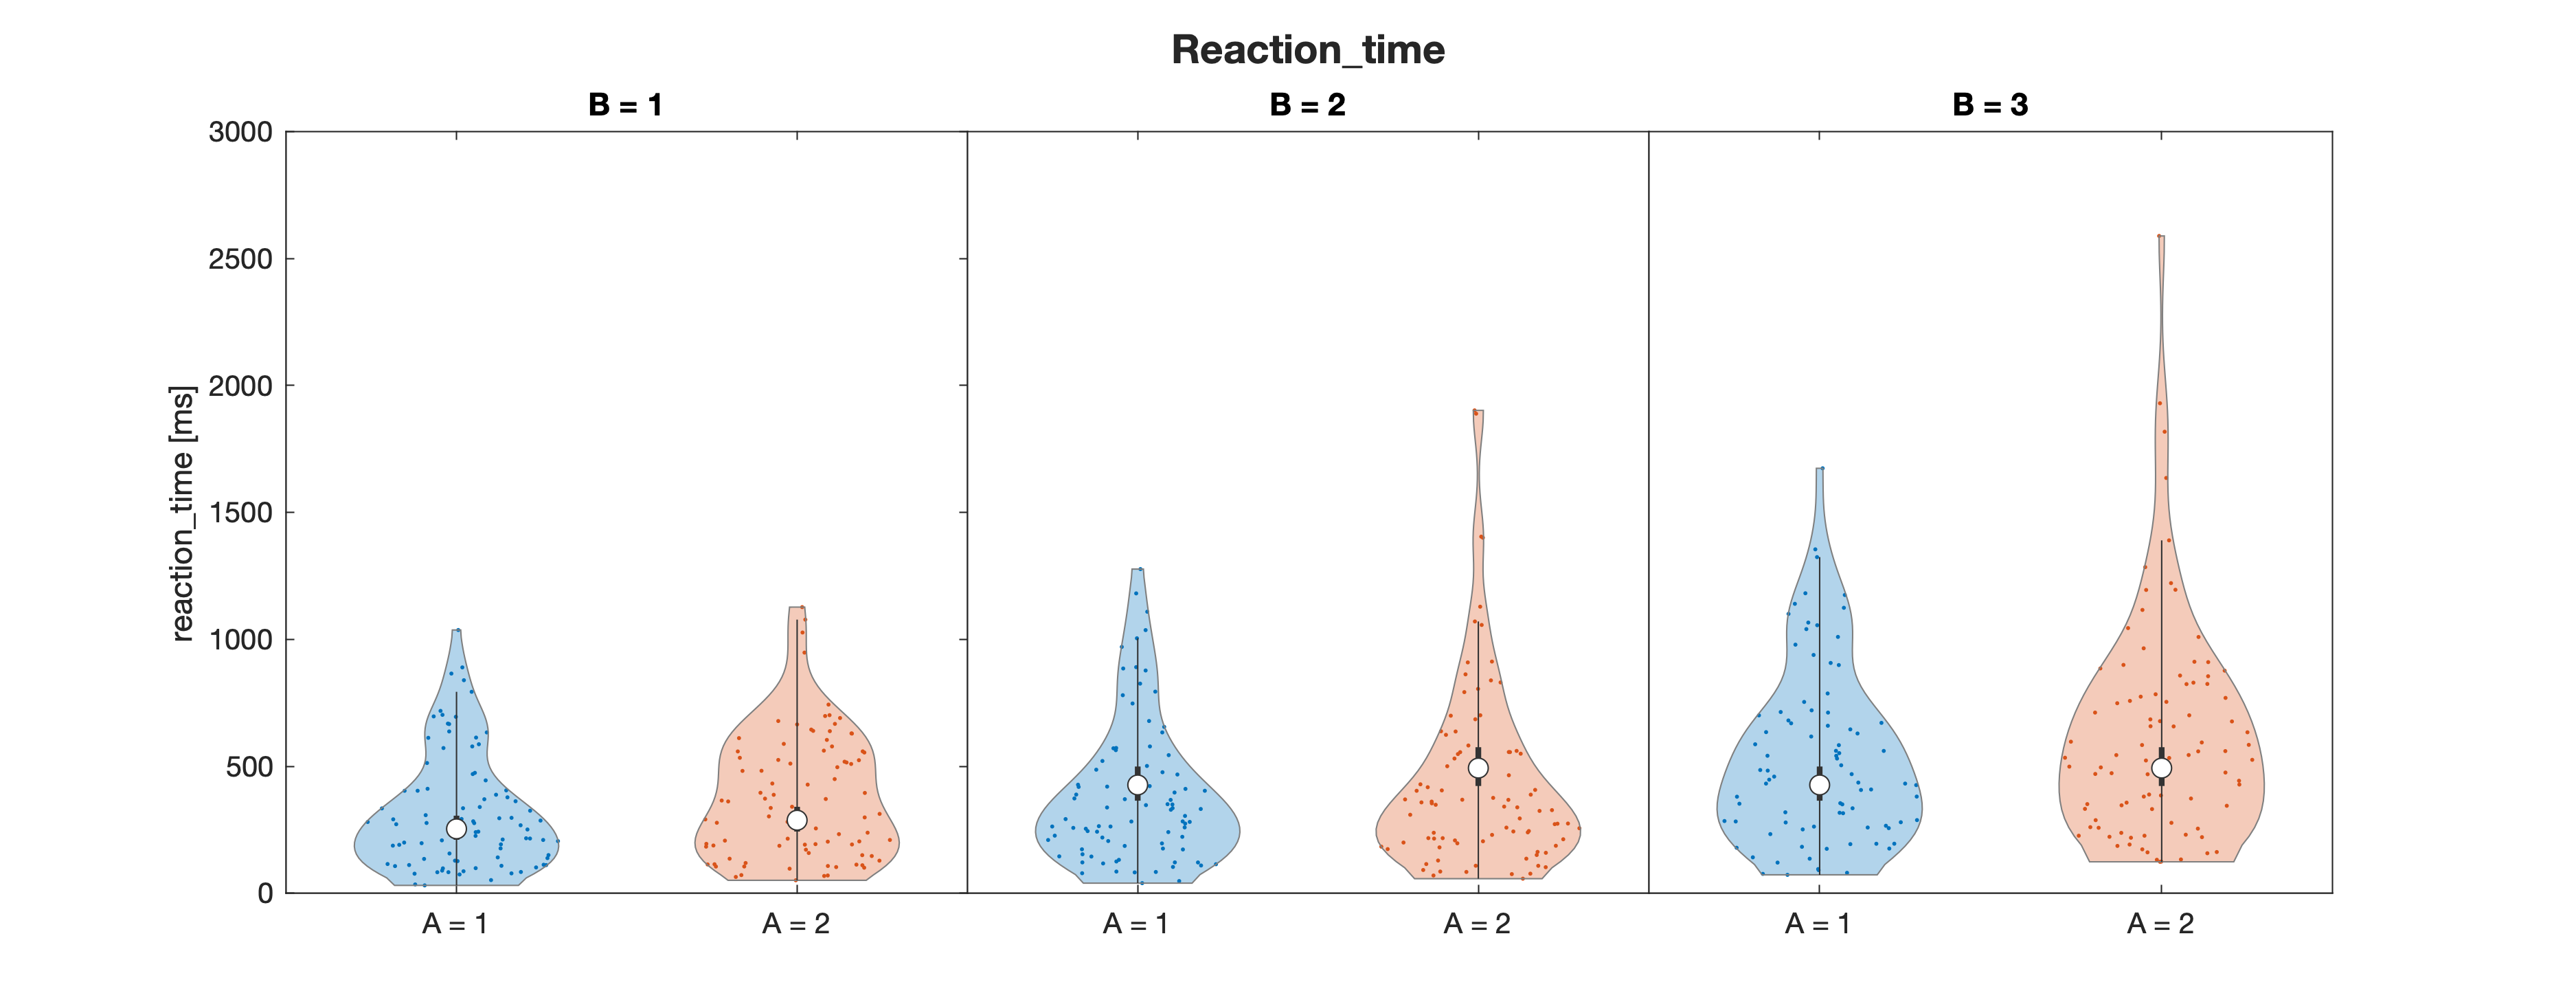 Reaction_time
B = 1
B = 2
B = 3
reaction_time [ms]
3000
2500
2000
1500
1000
500
0
A = 1
A = 2
A = 1
A = 2
A = 1
A = 2